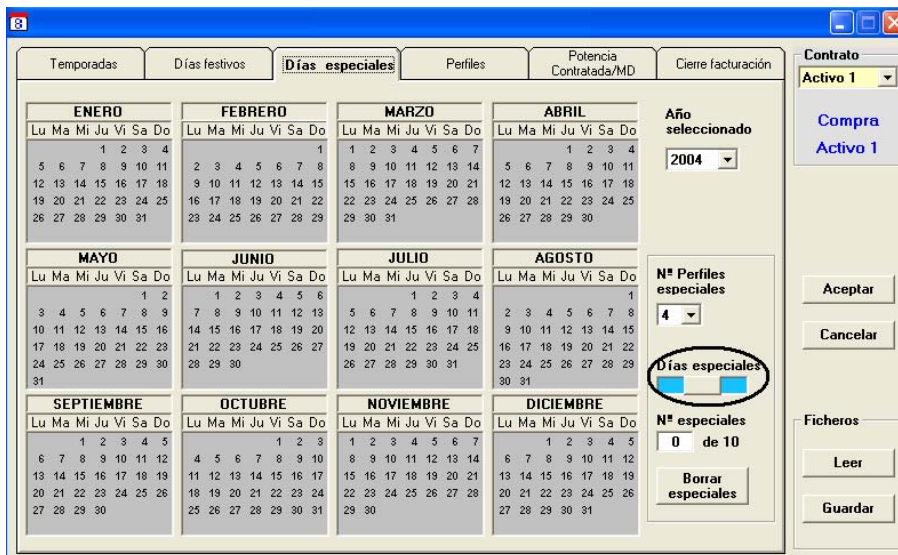 8
Temporadas
Días festivos
Días especiales
Perfiles
Potencia
Contratada/MD
Cierre facturación
ENERO
Lu Ma Mi Ju Vi Sa Do
1 2 3 4
5 6 7 8 9 10 11
12 13 14 15 16 17 18
19 20 21 22 23 24 25
26 27 28 29 30 31
FEBRERO
Lu Ma Mi Ju Vi Sa Do
1
2 3 4 5 6 7 8
9 10 11 12 13 14 15
16 17 18 19 20 21 22
23 24 25 26 27 28 29
MARZO
Lu Ma Mi Ju Vi Sa Do
1 2 3 4 5 6 7
8 9 10 11 12 13 14
15 16 17 18 19 20 21
22 23 24 25 26 27 28
29 30 31
ABRIL
Lu Ma Mi Ju Vi Sa Do
1 2 3 4
5 6 7 8 9 10 11
12 13 14 15 16 17 18
19 20 21 22 23 24 25
26 27 28 29 30
MAYO
Lu Ma Mi Ju Vi Sa Do
1 2
3 4 5 6 7 8 9
10 11 12 13 14 15 16
17 18 19 20 21 22 23
24 25 26 27 28 29 30
31
JUNIO
Lu Ma Mi Ju Vi Sa Do
1 2 3 4 5 6
7 8 9 10 11 12 13
14 15 16 17 18 19 20
21 22 23 24 25 26 27
28 29 30
JULIO
Lu Ma Mi Ju Vi Sa Do
1 2 3 4
5 6 7 8 9 10 11
12 13 14 15 16 17 18
19 20 21 22 23 24 25
26 27 28 29 30 31
AGOSTO
Lu Ma Mi Ju Vi Sa Do
1
2 3 4 5 6 7 8
9 10 11 12 13 14 15
16 17 18 19 20 21 22
23 24 25 26 27 28 29
30 31
SEPTIEMBRE
Lu Ma Mi Ju Vi Sa Do
1 2 3 4 5
6 7 8 9 10 11 12
13 14 15 16 17 18 19
20 21 22 23 24 25 26
27 28 29 30
OCTUBRE
Lu Ma Mi Ju Vi Sa Do
1 2 3
4 5 6 7 8 9 10
11 12 13 14 15 16 17
18 19 20 21 22 23 24
25 26 27 28 29 30 31
NOVIEMBRE
Lu Ma Mi Ju Vi Sa Do
1 2 3 4 5 6 7
8 9 10 11 12 13 14
15 16 17 18 19 20 21
22 23 24 25 26 27 28
29 30
DICIEMBRE
Lu Ma Mi Ju Vi Sa Do
1 2 3 4 5
6 7 8 9 10 11 12
13 14 15 16 17 18 19
20 21 22 23 24 25 26
27 28 29 30 31
Año
seleccionado
2004
Nº Perfiles
especiales
4
Días especiales
Nº especiales
0 de 10
Borrar
especiales
Contrato
Activo 1
Compra
Activo 1
Aceptar
Cancelar
Ficheros
Leer
Guardar